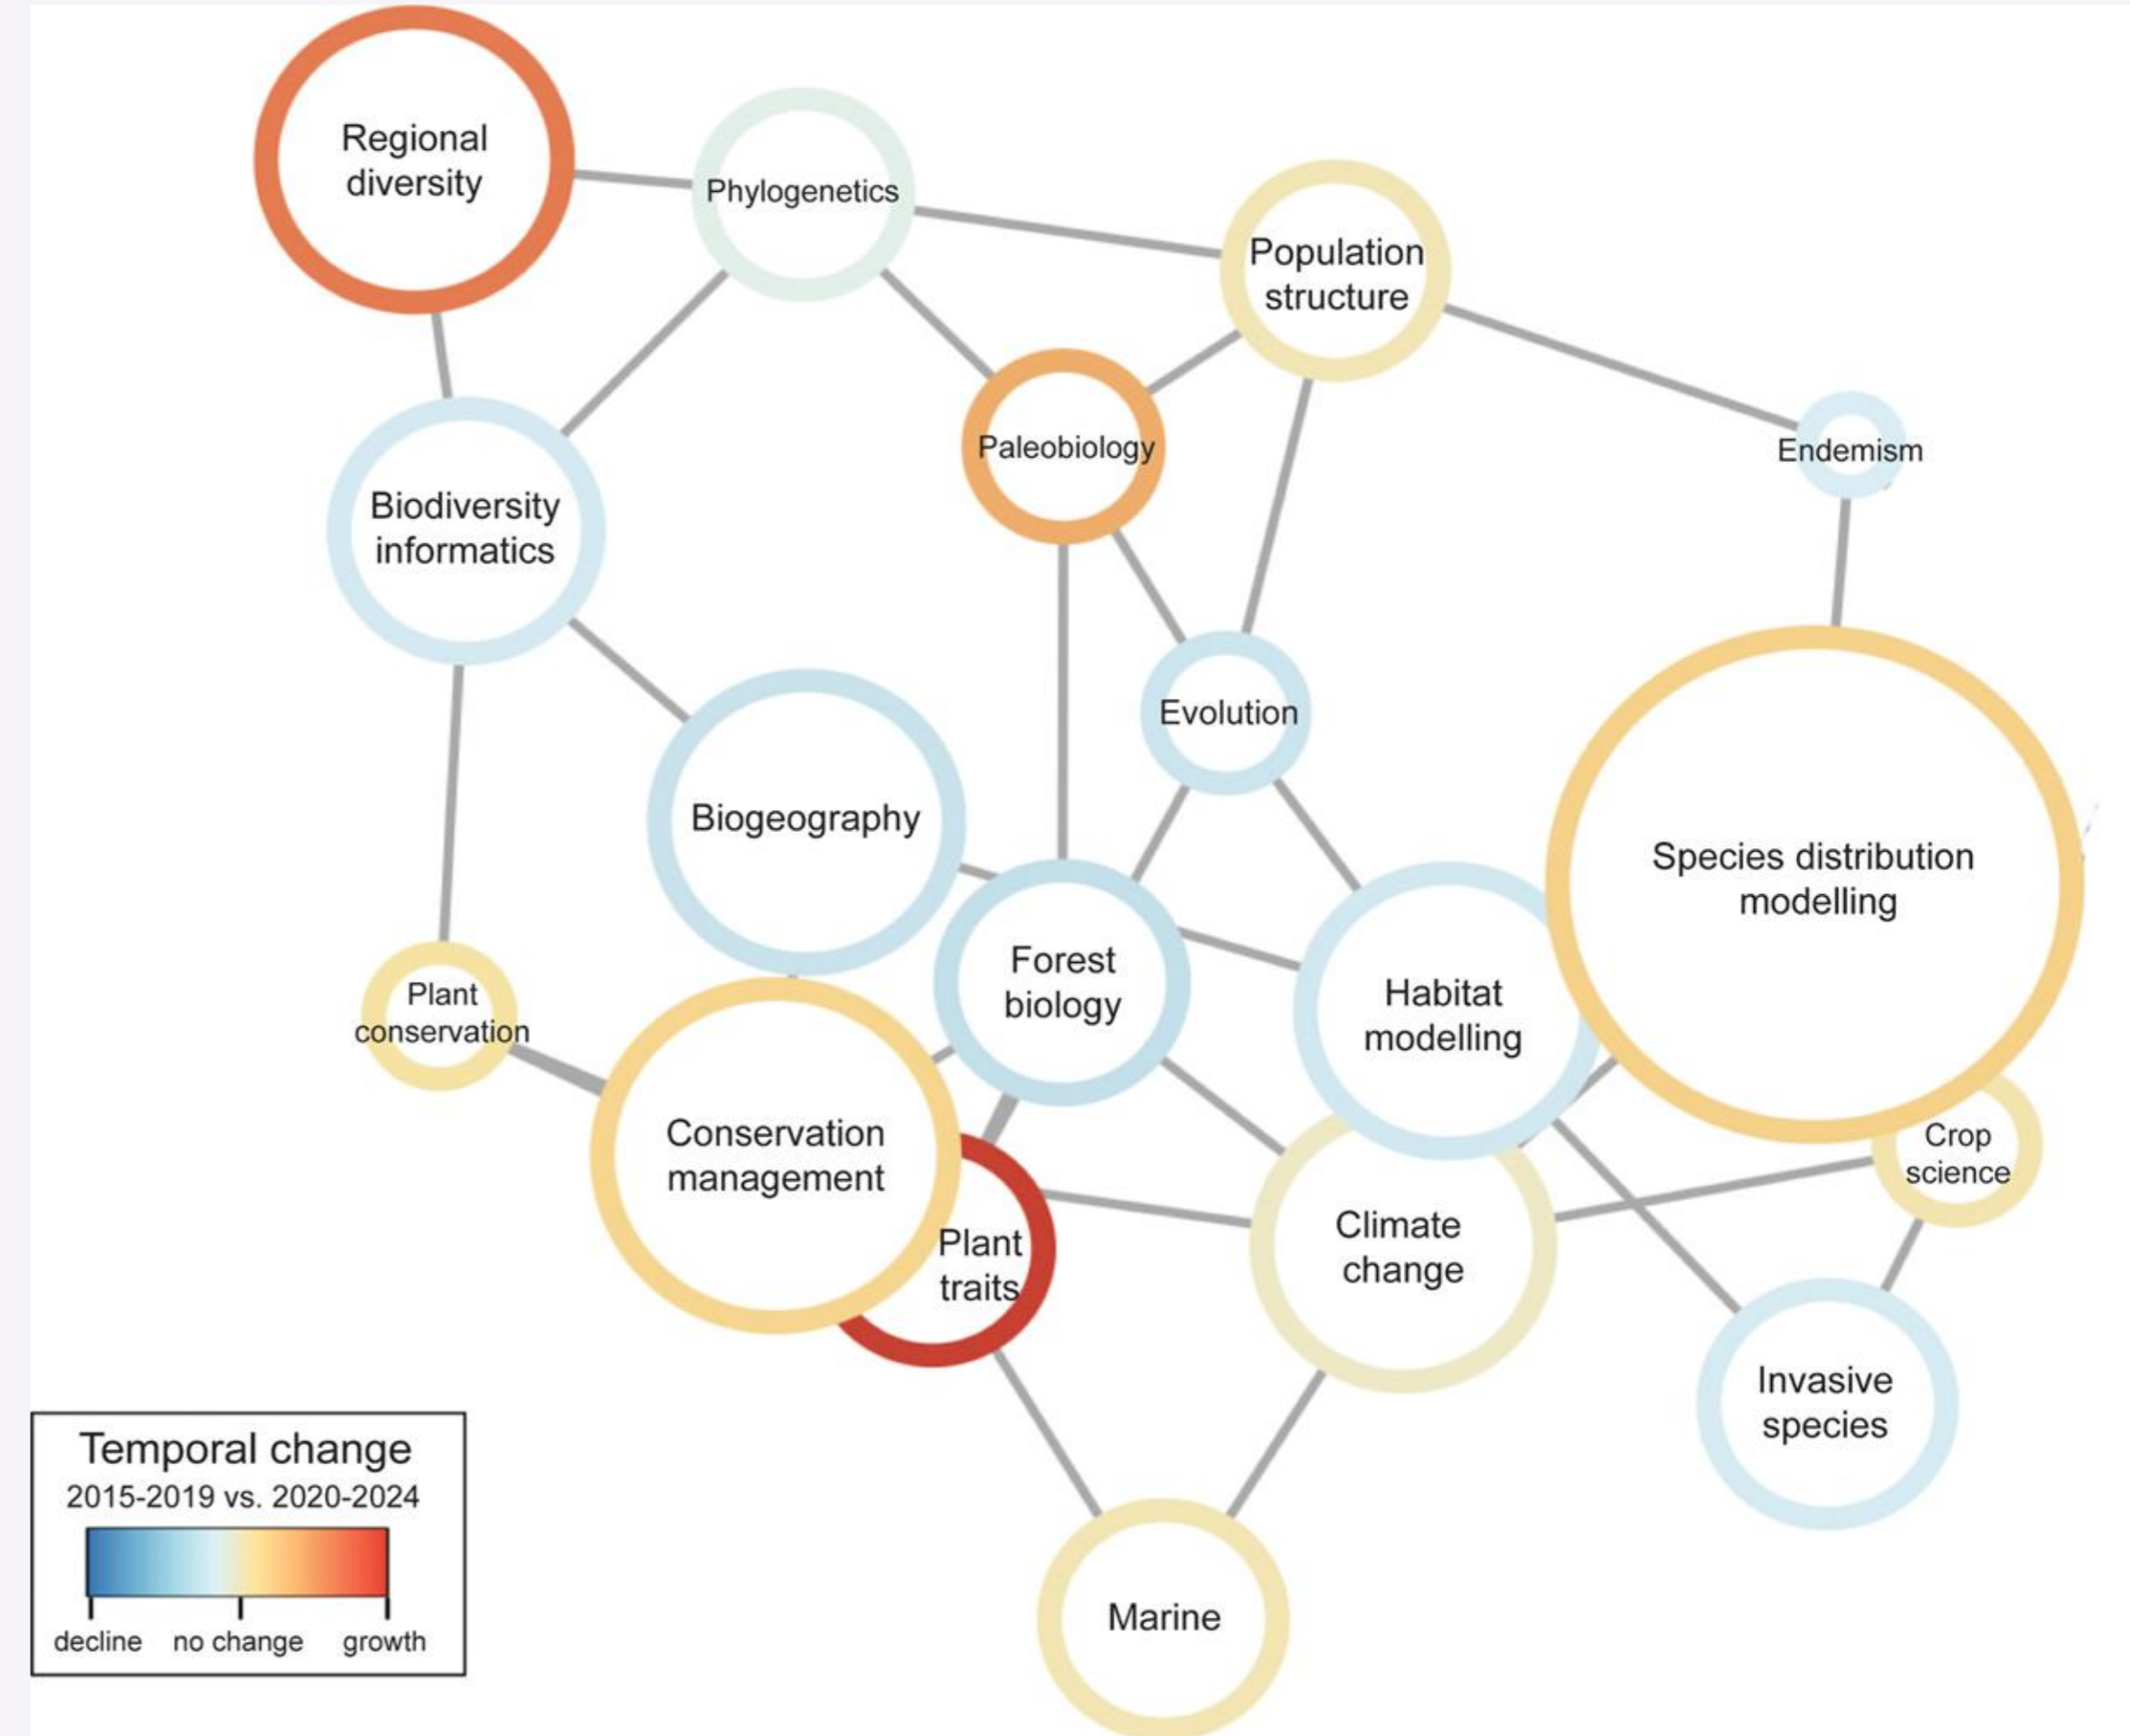 Regional
diversity
Phylogenetics
Population
structure
Paleobiology
Endemism
Biodiversity
informatics
Evolution
Biogeography
Species distribution
modelling
Forest
biology
Habitat
modelling
Plant
conservation
Conservation
management
Crop
science
Plant
traits
Climate
change
Invasive
species
Marine
Temporal change
2015-2019 vs. 2020-2024
decline no change growth